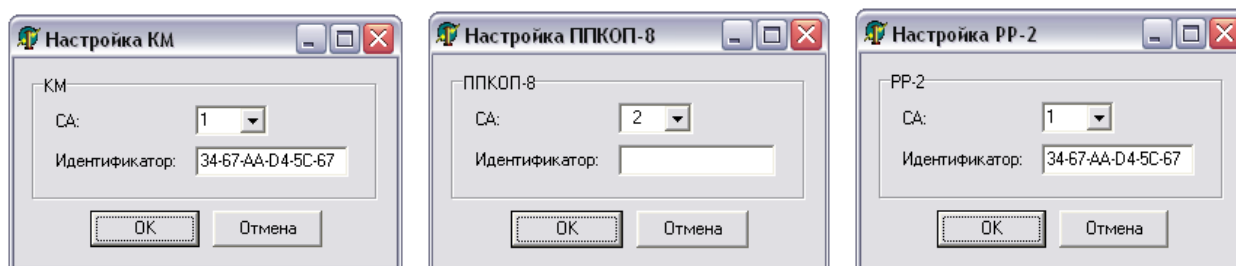 Настройка КМ
КМ
СА: 1
Идентификатор: 34-67-AA-D4-5C-67
OK Отмена
Настройка ППКОП-8
ППКОП-8
СА: 2
Идентификатор:
OK Отмена
Настройка РР-2
РР-2
СА: 1
Идентификатор: 34-67-AA-D4-5C-67
OK Отмена